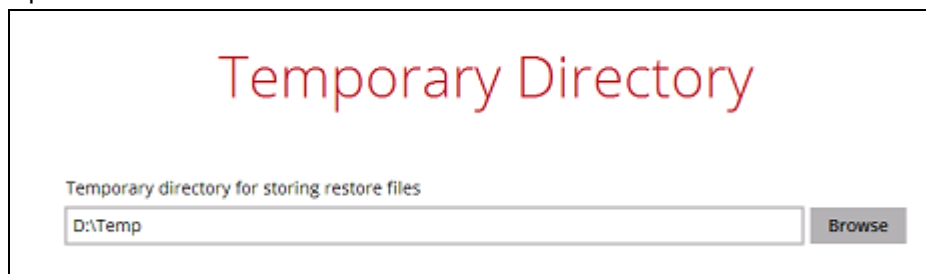 Temporary Directory
Temporary directory for storing restore files
D:\Temp
Browse